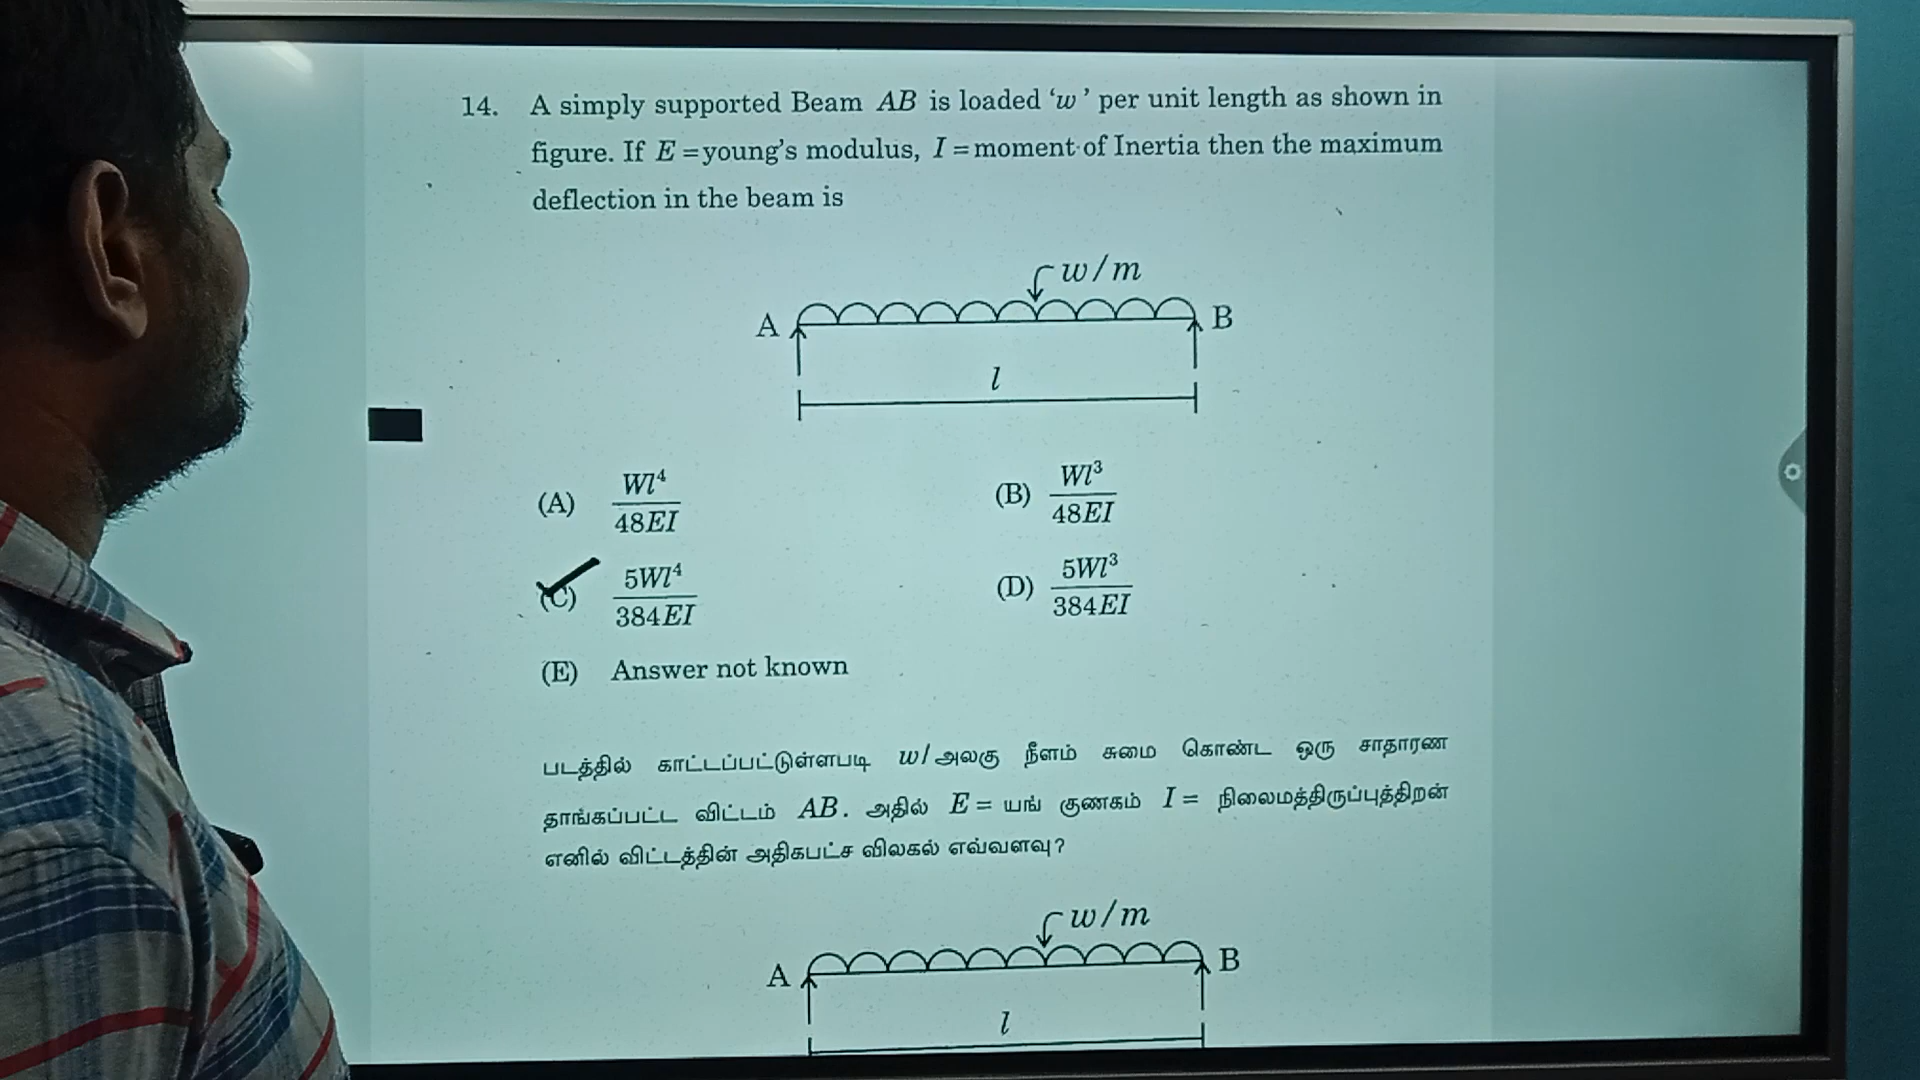 14. A simply supported Beam AB is loaded ‘w’ per unit length as shown in
figure. If E =young's modulus, I =moment of Inertia then the maximum
deflection in the beam is
w/m
A B
l
(A) Wl⁴/48EI (B) Wl³/48EI
(C) 5Wl⁴/384EI (D) 5Wl³/384EI
(E) Answer not known
படத்தில் காட்டப்பட்டுள்ளபடி w/அலகு நீளம் சுமை கொண்ட ஒரு சாதாரண
தாங்கப்பட்ட விட்டம் AB. அதில் E = யங் குணகம் I = நிலைமத்திருப்புத்திறன்
எனில் விட்டத்தின் அதிகபட்ச விலகல் எவ்வளவு?
w/m
A B
l